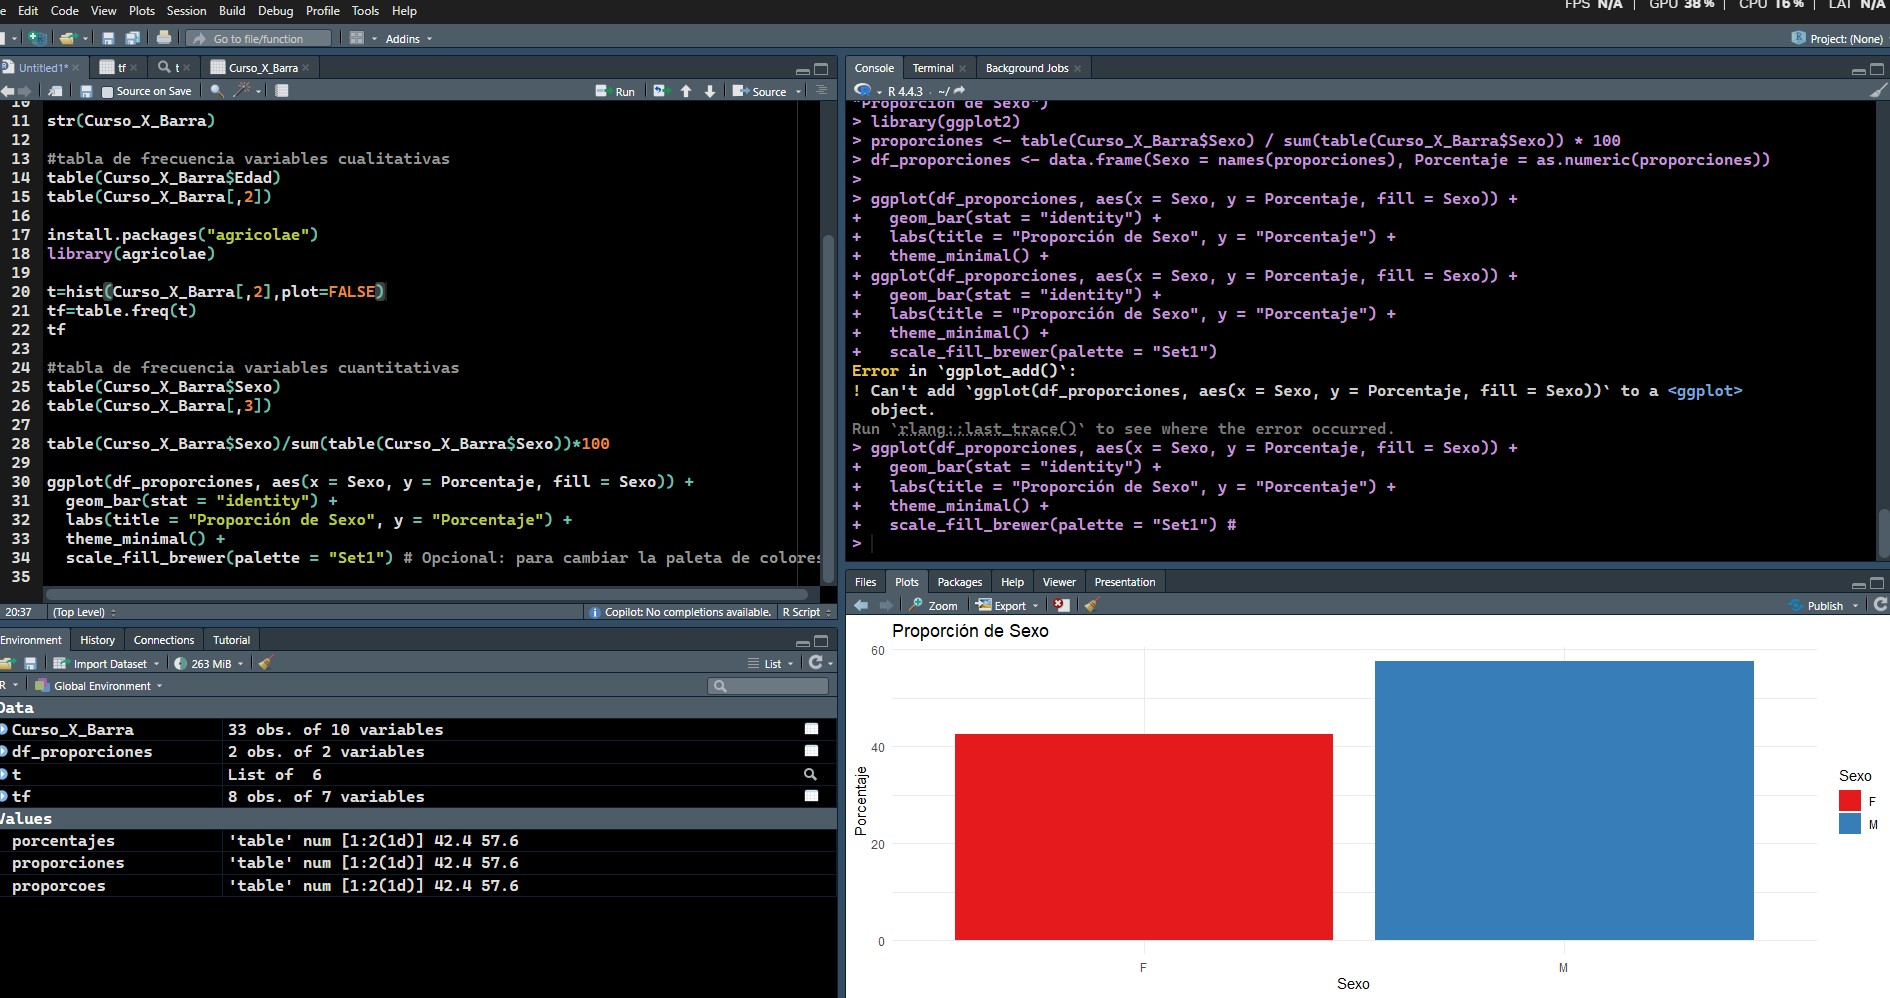 e Edit Code View Plots Session Build Debug Profile Tools Help
FPS N/A | GPU 38% | CPU 16% | LAT N/A
Go to file/function
Addins
Project: (None)
Untitled1*
tf
t
Curso_X_Barra
Source on Save
Run
Source
10
11 str(Curso_X_Barra)
12
13 #tabla de frecuencia variables cualitativas
14 table(Curso_X_Barra$Edad)
15 table(Curso_X_Barra[,2])
16
17 install.packages("agricolae")
18 library(agricolae)
19
20 t=hist(Curso_X_Barra[,2],plot=FALSE)
21 tf=table.freq(t)
22 tf
23
24 #tabla de frecuencia variables cuantitativas
25 table(Curso_X_Barra$Sexo)
26 table(Curso_X_Barra[,3])
27
28 table(Curso_X_Barra$Sexo)/sum(table(Curso_X_Barra$Sexo))*100
29
30 ggplot(df_proporciones, aes(x = Sexo, y = Porcentaje, fill = Sexo)) +
31   geom_bar(stat = "identity") +
32   labs(title = "Proporción de Sexo", y = "Porcentaje") +
33   theme_minimal() +
34   scale_fill_brewer(palette = "Set1") # Opcional: para cambiar la paleta de colores
35
20:37 (Top Level)
Copilot: No completions available.
R Script
Console Terminal Background Jobs
R 4.4.3 · ~/
"Proporción de Sexo")
> library(ggplot2)
> proporciones <- table(Curso_X_Barra$Sexo) / sum(table(Curso_X_Barra$Sexo)) * 100
> df_proporciones <- data.frame(Sexo = names(proporciones), Porcentaje = as.numeric(proporciones))
>
> ggplot(df_proporciones, aes(x = Sexo, y = Porcentaje, fill = Sexo)) +
+   geom_bar(stat = "identity") +
+   labs(title = "Proporción de Sexo", y = "Porcentaje") +
+   theme_minimal() +
+ ggplot(df_proporciones, aes(x = Sexo, y = Porcentaje, fill = Sexo)) +
+   geom_bar(stat = "identity") +
+   labs(title = "Proporción de Sexo", y = "Porcentaje") +
+   theme_minimal() +
+   scale_fill_brewer(palette = "Set1")
Error in `ggplot_add()`:
! Can't add `ggplot(df_proporciones, aes(x = Sexo, y = Porcentaje, fill = Sexo))` to a <ggplot>
object.
Run `rlang::last_trace()` to see where the error occurred.
> ggplot(df_proporciones, aes(x = Sexo, y = Porcentaje, fill = Sexo)) +
+   geom_bar(stat = "identity") +
+   labs(title = "Proporción de Sexo", y = "Porcentaje") +
+   theme_minimal() +
+   scale_fill_brewer(palette = "Set1") #
>
Environment History Connections Tutorial
Import Dataset
263 MiB
List
R
Global Environment
Data
Curso_X_Barra 33 obs. of 10 variables
df_proporciones 2 obs. of 2 variables
t List of 6
tf 8 obs. of 7 variables
Values
porcentajes 'table' num [1:2(1d)] 42.4 57.6
proporciones 'table' num [1:2(1d)] 42.4 57.6
proporcoes 'table' num [1:2(1d)] 42.4 57.6
Files Plots Packages Help Viewer Presentation
Zoom Export
Publish
Proporción de Sexo
60
40
20
0
Porcentaje
F
M
Sexo
Sexo
F
M